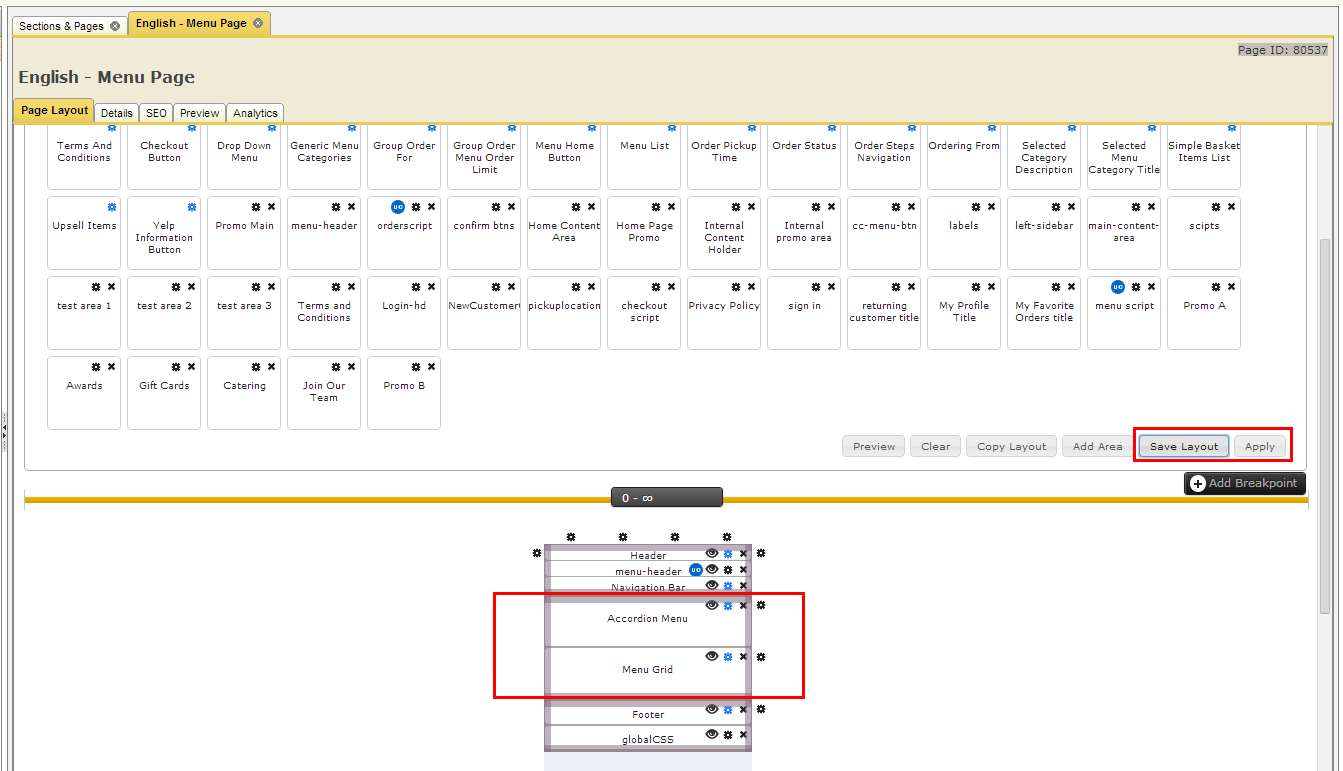 Sections & Pages
English - Menu Page
Page ID: 80537
English - Menu Page
Page Layout
Details
SEO
Preview
Analytics
Terms And
Conditions
Checkout
Button
Drop Down
Menu
Generic Menu
Categories
Group Order
For
Group Order
Menu Order
Limit
Menu Home
Button
Menu List
Order Pickup
Time
Order Status
Order Steps
Navigation
Ordering From
Selected
Category
Description
Selected
Menu
Category Title
Simple Basket
Items List
Upsell Items
Yelp
Information
Button
Promo Main
menu-header
UC
orderscript
confirm btns
Home Content
Area
Home Page
Promo
Internal
Content
Holder
Internal
promo area
cc-menu-btn
labels
left-sidebar
main-content-
area
scipts
test area 1
test area 2
test area 3
Terms and
Conditions
Login-hd
NewCustomer
pickuplocation
checkout
script
Privacy Policy
sign in
returning
customer title
My Profile
Title
My Favorite
Orders title
UC
menu script
Promo A
Awards
Gift Cards
Catering
Join Our
Team
Promo B
Preview
Clear
Copy Layout
Add Area
Save Layout
Apply
Add Breakpoint
0 - ∞
Header
menu-header UC
Navigation Bar
Accordion Menu
Menu Grid
Footer
globalCSS